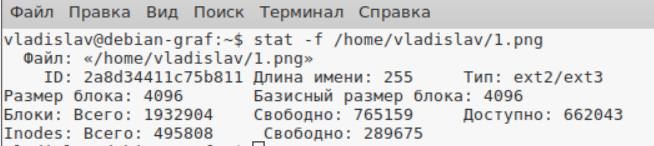 Файл Правка Вид Поиск Терминал Справка
vladislav@debian-graf:~$ stat -f /home/vladislav/1.png
Файл: «/home/vladislav/1.png»
ID: 2a8d34411c75b811 Длина имени: 255 Тип: ext2/ext3
Размер блока: 4096 Базисный размер блока: 4096
Блоки: Всего: 1932904 Свободно: 765159 Доступно: 662043
Inodes: Всего: 495808 Свободно: 289675